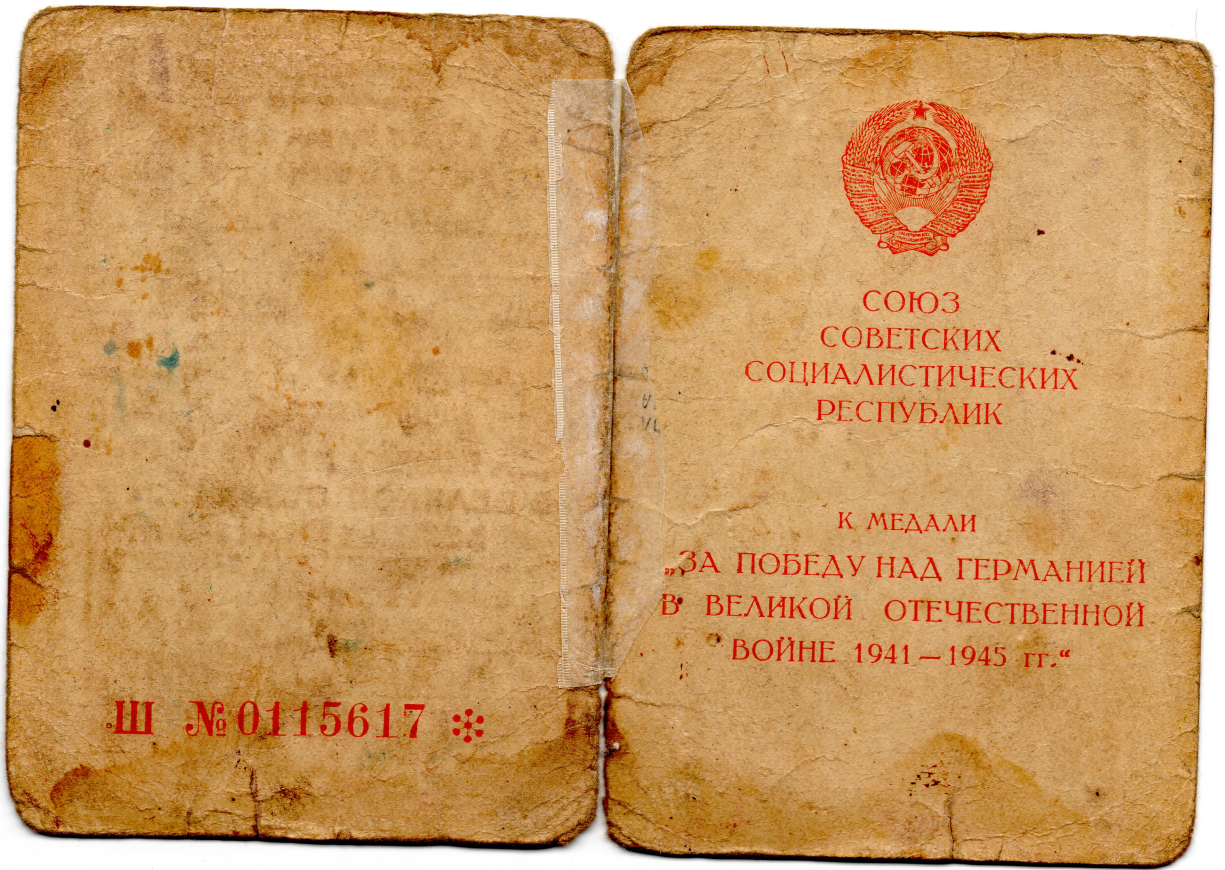 Ш №0115617
СОЮЗ
СОВЕТСКИХ
СОЦИАЛИСТИЧЕСКИХ
РЕСПУБЛИК
К МЕДАЛИ
„ЗА ПОБЕДУ НАД ГЕРМАНИЕЙ
В ВЕЛИКОЙ ОТЕЧЕСТВЕННОЙ
ВОЙНЕ 1941—1945 гг.“